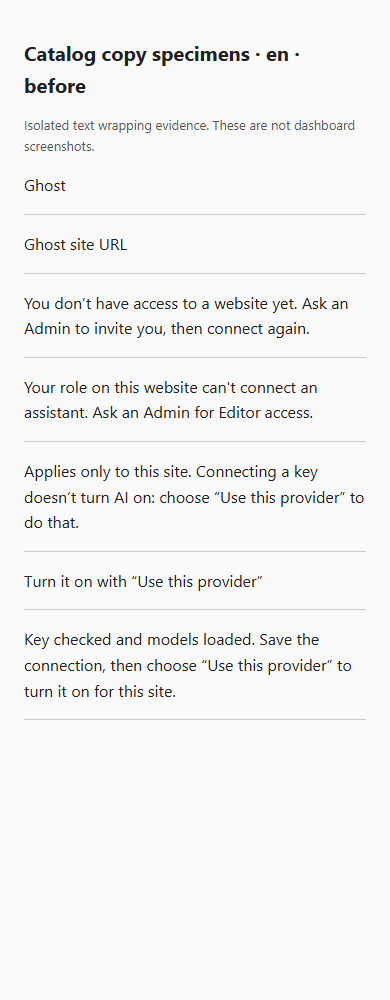 Catalog copy specimens · en ·
before
Isolated text wrapping evidence. These are not dashboard
screenshots.
Ghost
Ghost site URL
You don’t have access to a website yet. Ask an
Admin to invite you, then connect again.
Your role on this website can't connect an
assistant. Ask an Admin for Editor access.
Applies only to this site. Connecting a key
doesn’t turn AI on: choose “Use this provider” to
do that.
Turn it on with “Use this provider”
Key checked and models loaded. Save the
connection, then choose “Use this provider” to
turn it on for this site.